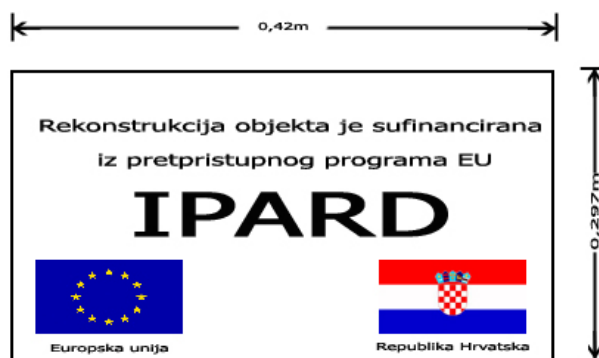 0,42m
Rekonstrukcija objekta je sufinancirana
iz pretpristupnog programa EU
IPARD
0,297m
Europska unija
Republika Hrvatska